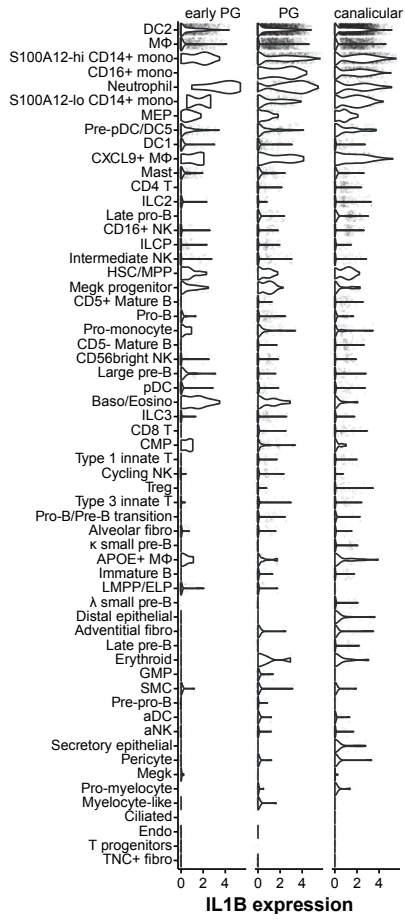 early PG PG canalicular
DC2
MΦ
S100A12-hi CD14+ mono
CD16+ mono
Neutrophil
S100A12-lo CD14+ mono
MEP
Pre-pDC/DC5
DC1
CXCL9+ MΦ
Mast
CD4 T
ILC2
Late pro-B
CD16+ NK
ILCP
Intermediate NK
HSC/MPP
Megk progenitor
CD5+ Mature B
Pro-B
Pro-monocyte
CD5- Mature B
CD56bright NK
Large pre-B
pDC
Baso/Eosino
ILC3
CD8 T
CMP
Type 1 innate T
Cycling NK
Treg
Type 3 innate T
Pro-B/Pre-B transition
Alveolar fibro
κ small pre-B
APOE+ MΦ
Immature B
LMPP/ELP
λ small pre-B
Distal epithelial
Adventitial fibro
Late pre-B
Erythroid
GMP
SMC
Pre-pro-B
aDC
aNK
Secretory epithelial
Pericyte
Megk
Pro-myelocyte
Myelocyte-like
Ciliated
Endo
T progenitors
TNC+ fibro
0 2 4 0 2 4 0 2 4
IL1B expression